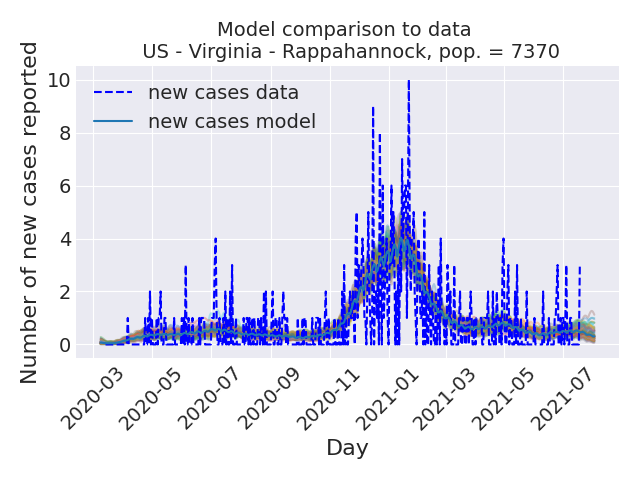 Model comparison to data
US - Virginia - Rappahannock, pop. = 7370
Number of new cases reported
10
8
6
4
2
0
new cases data
new cases model
2020-03
2020-05
2020-07
2020-09
2020-11
2021-01
2021-03
2021-05
2021-07
Day